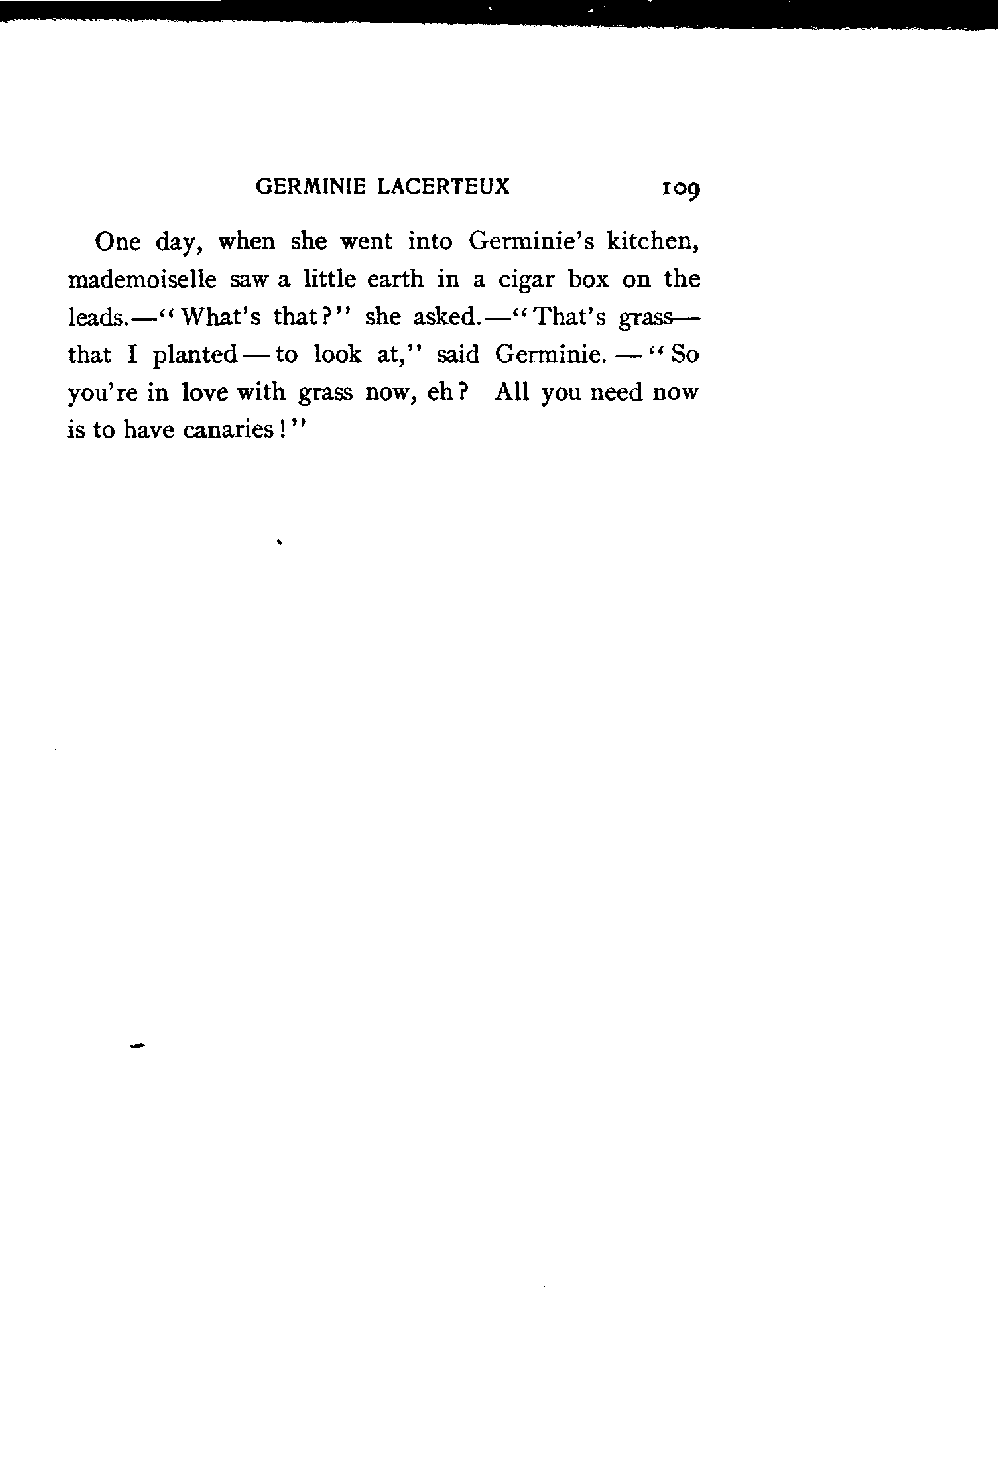 GERMINIE LACERTEUX 109
One day, when she went into Germinie's kitchen,
mademoiselle saw a little earth in a cigar box on the
leads.—"What's that?" she asked.—"That's grass—
that I planted—to look at," said Germinie.—"So
you're in love with grass now, eh? All you need now
is to have canaries!"